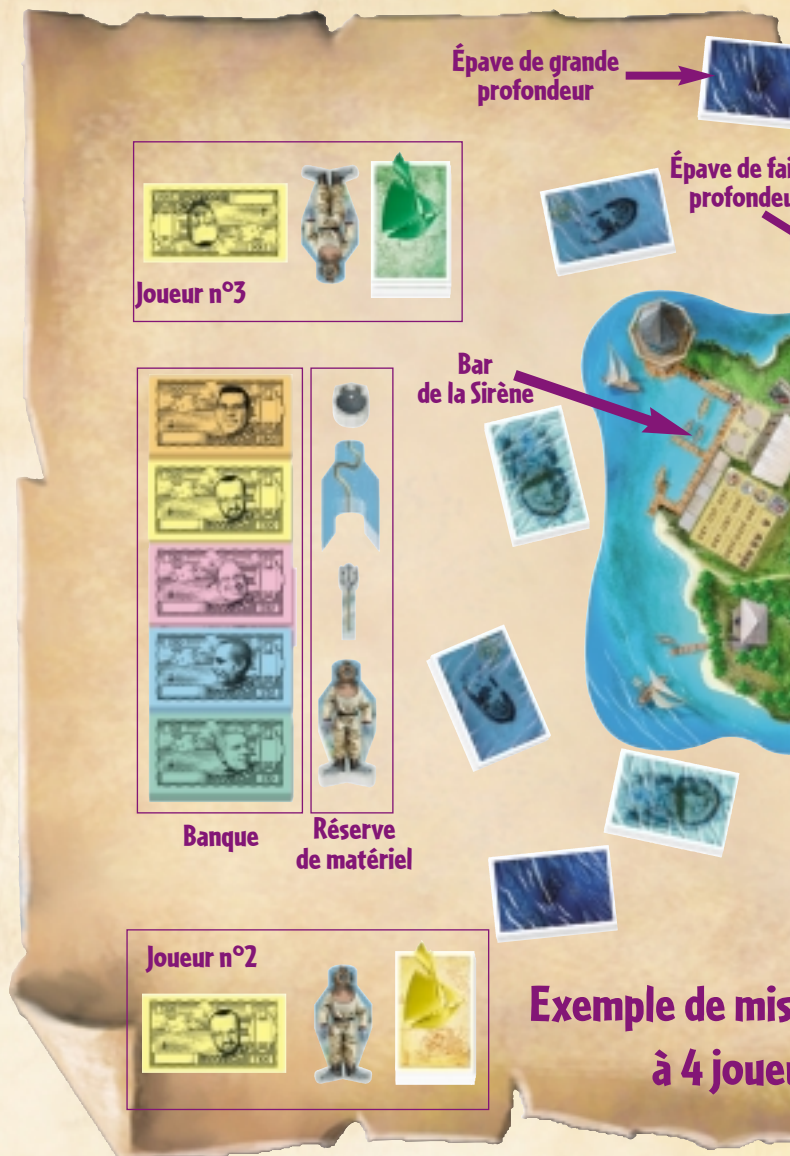 Épave de grande
profondeur
Épave de fai
profondeu
Joueur n°3
Bar
de la Sirène
Banque
Réserve
de matériel
Joueur n°2
Exemple de mis
à 4 joueu